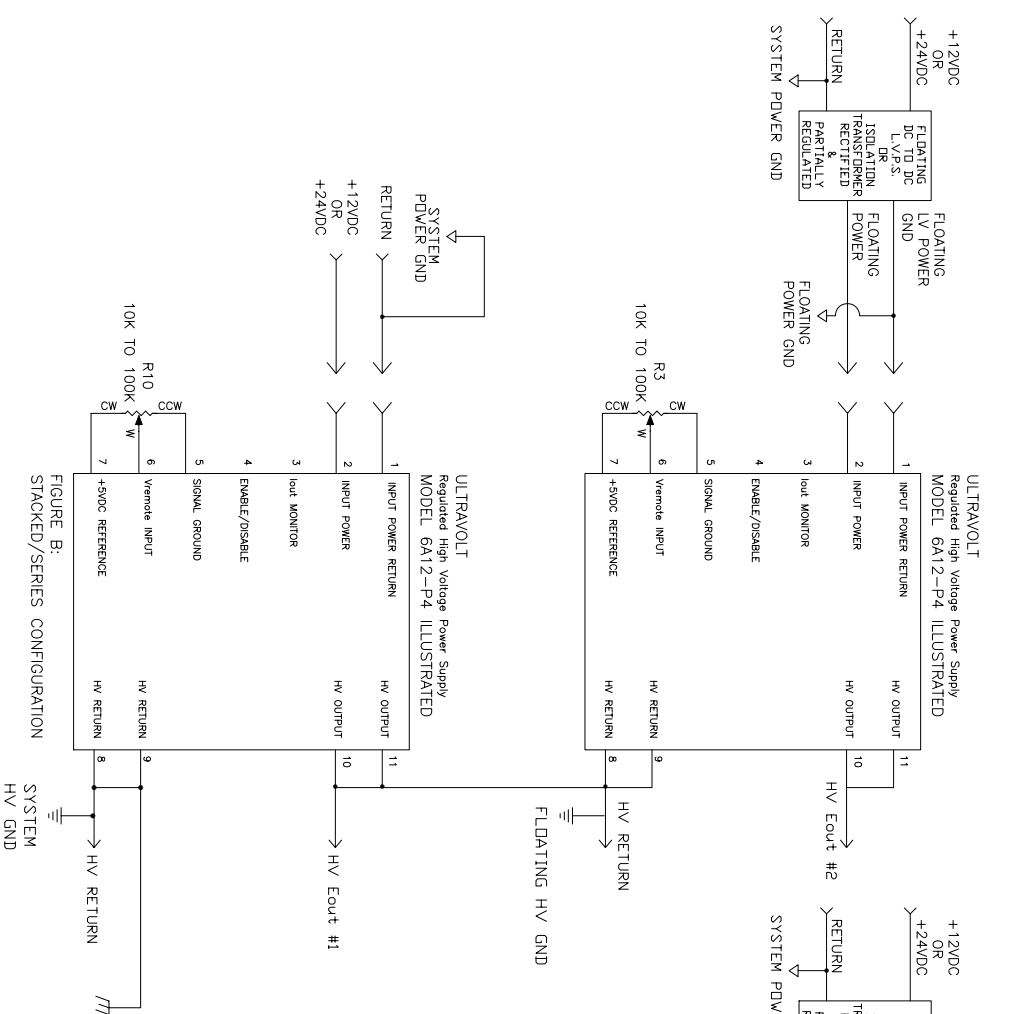 +12VDC
OR
+24VDC
RETURN
SYSTEM POWER GND
FLOATING
DC TO DC
L.V.P.S.
OR
ISOLATION
TRANSFORMER
RECTIFIED
&
PARTIALLY
REGULATED
FLOATING
LV POWER
GND
FLOATING
POWER
FLOATING
POWER GND
ULTRAVOLT
Regulated High Voltage Power Supply
MODEL 6A12-P4 ILLUSTRATED
1
INPUT POWER RETURN
2
INPUT POWER
3
Iout MONITOR
4
ENABLE/DISABLE
5
SIGNAL GROUND
6
Vremote INPUT
7
+5VDC REFERENCE
R3
10K TO 100K
CW
W
CCW
HV OUTPUT
11
HV OUTPUT
10
HV RETURN
9
HV RETURN
8
HV Eout #2
HV RETURN
FLOATING HV GND
SYSTEM
POWER GND
RETURN
+12VDC
OR
+24VDC
ULTRAVOLT
Regulated High Voltage Power Supply
MODEL 6A12-P4 ILLUSTRATED
1
INPUT POWER RETURN
2
INPUT POWER
3
Iout MONITOR
4
ENABLE/DISABLE
5
SIGNAL GROUND
6
Vremote INPUT
7
+5VDC REFERENCE
R10
10K TO 100K
CCW
W
CW
HV OUTPUT
11
HV OUTPUT
10
HV RETURN
9
HV RETURN
8
HV Eout #1
HV RETURN
SYSTEM
HV GND
FIGURE B:
STACKED/SERIES CONFIGURATION
+12VDC
OR
+24VDC
RETURN
SYSTEM POW